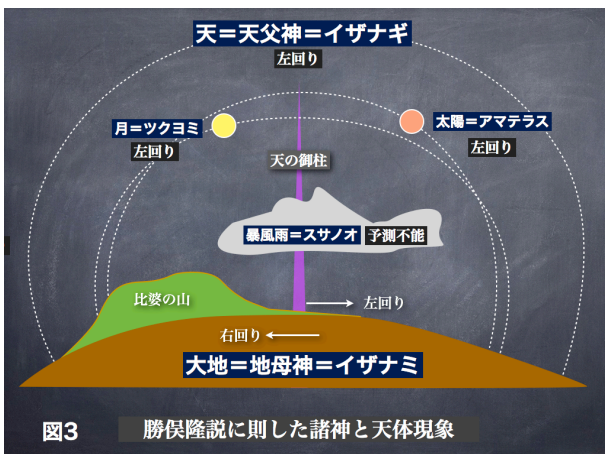 天＝天父神＝イザナギ
左回り
月＝ツクヨミ
左回り
太陽＝アマテラス
左回り
天の御柱
暴風雨＝スサノオ 予測不能
比婆の山
左回り
右回り
大地＝地母神＝イザナミ
図3 勝俣隆説に則した諸神と天体現象